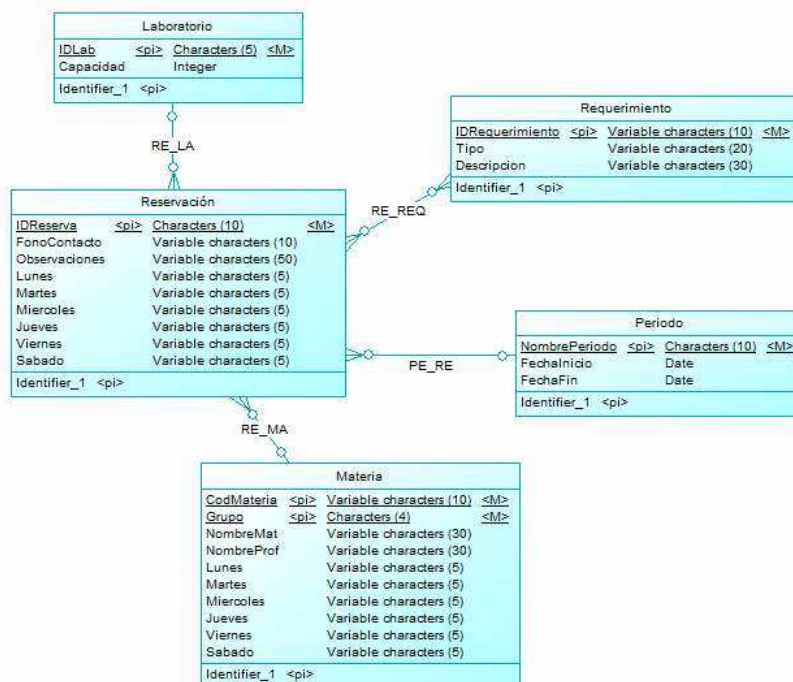 Laboratorio
IDLab <pi> Characters (5) <M>
Capacidad Integer
Identifier_1 <pi>
RE_LA
Requerimiento
IDRequerimiento <pi> Variable characters (10) <M>
Tipo Variable characters (20)
Descripcion Variable characters (30)
Identifier_1 <pi>
RE_REQ
Reservación
IDReserva <pi> Characters (10) <M>
FonoContacto Variable characters (10)
Observaciones Variable characters (50)
Lunes Variable characters (5)
Martes Variable characters (5)
Miercoles Variable characters (5)
Jueves Variable characters (5)
Viernes Variable characters (5)
Sabado Variable characters (5)
Identifier_1 <pi>
PE_RE
Periodo
NombrePeriodo <pi> Characters (10) <M>
FechaInicio Date
FechaFin Date
Identifier_1 <pi>
RE_MA
Materia
CodMateria <pi> Variable characters (10) <M>
Grupo <pi> Characters (4) <M>
NombreMat Variable characters (30)
NombreProf Variable characters (30)
Lunes Variable characters (5)
Martes Variable characters (5)
Miercoles Variable characters (5)
Jueves Variable characters (5)
Viernes Variable characters (5)
Sabado Variable characters (5)
Identifier_1 <pi>